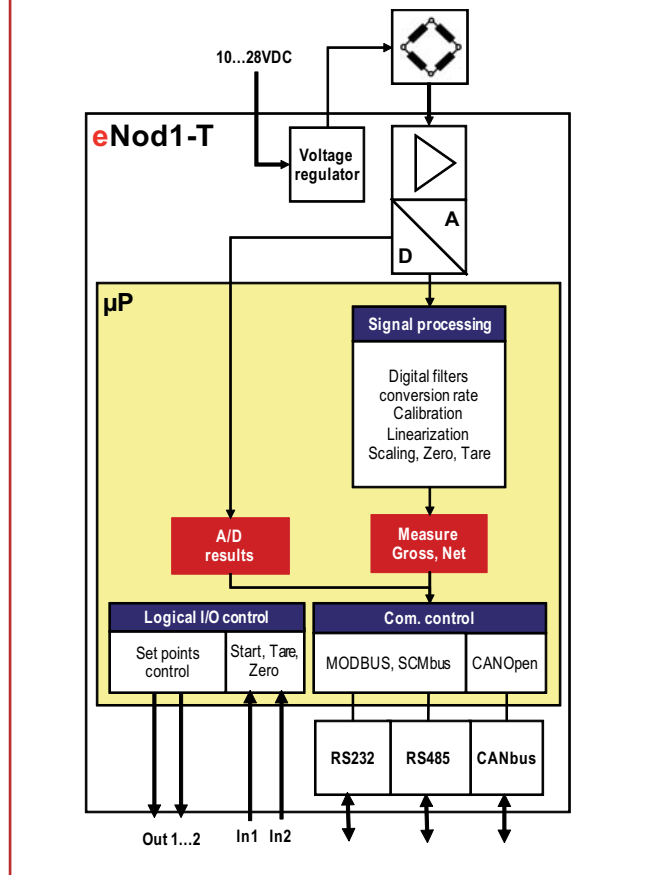 10...28VDC
eNod1-T
Voltage
regulator
A
D
µP
Signal processing
Digital filters
conversion rate
Calibration
Linearization
Scaling, Zero, Tare
A/D
results
Measure
Gross, Net
Logical I/O control
Set points
control
Start, Tare,
Zero
Com. control
MODBUS, SCMbus
CANOpen
RS232
RS485
CANbus
Out 1...2
In1
In2